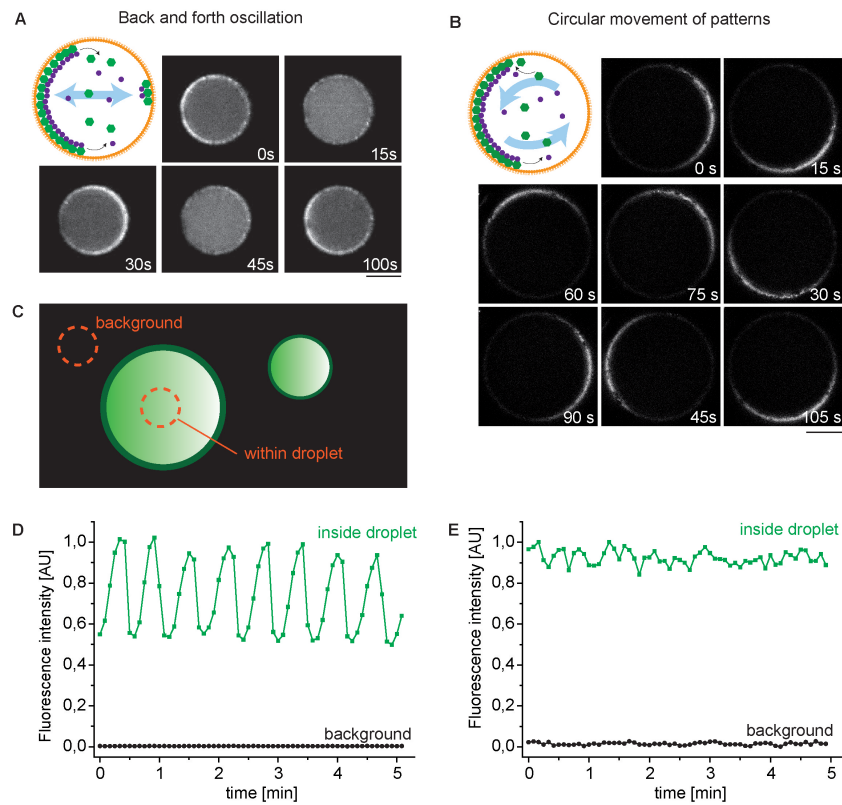 A
Back and forth oscillation
0s
15s
30s
45s
100s
B
Circular movement of patterns
0 s
15 s
60 s
75 s
30 s
90 s
45s
105 s
C
background
within droplet
D
inside droplet
background
Fluorescence intensity [AU]
1,0
0,8
0,6
0,4
0,2
0,0
0
1
2
3
4
5
time [min]
E
inside droplet
background
Fluorescence intensity [AU]
1,0
0,8
0,6
0,4
0,2
0,0
0
1
2
3
4
5
time [min]